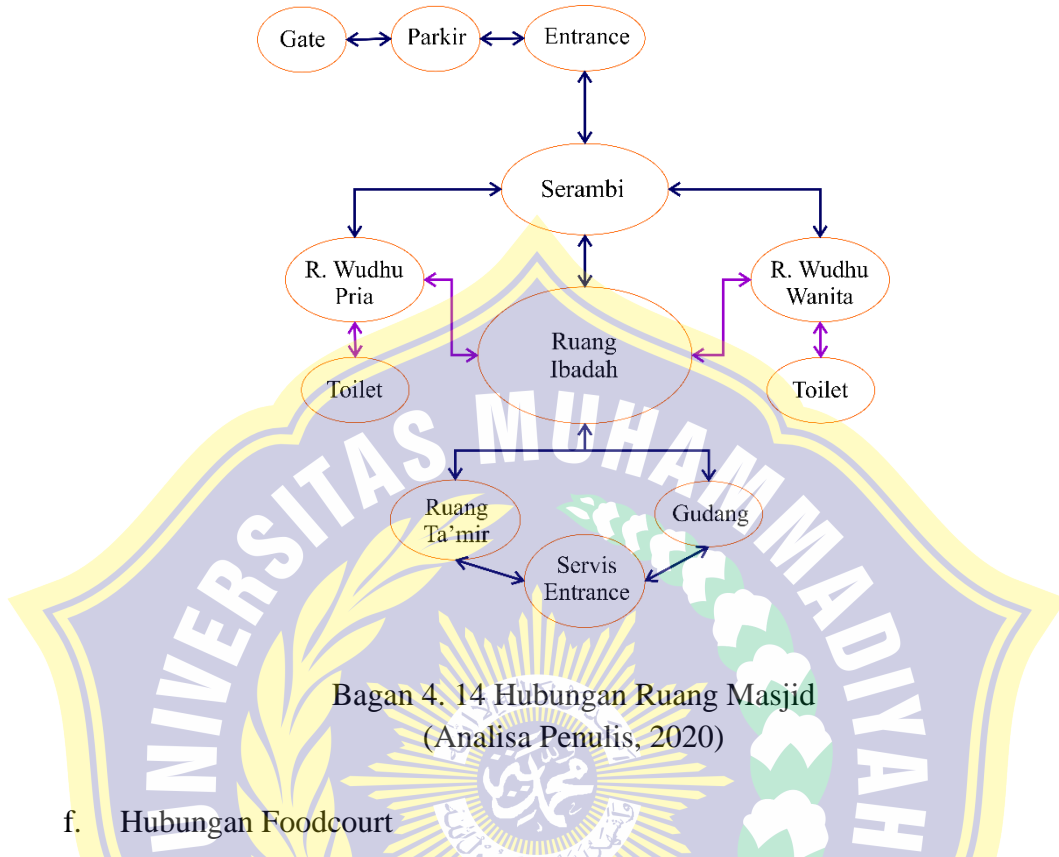 Gate
Parkir
Entrance
Serambi
R. Wudhu
Pria
R. Wudhu
Wanita
Ruang
Ibadah
Toilet
Toilet
UNIVERSITAS MUHAMMADIYAH
Ruang
Ta’mir
Gudang
Servis
Entrance
Bagan 4. 14 Hubungan Ruang Masjid
(Analisa Penulis, 2020)
f. Hubungan Foodcourt